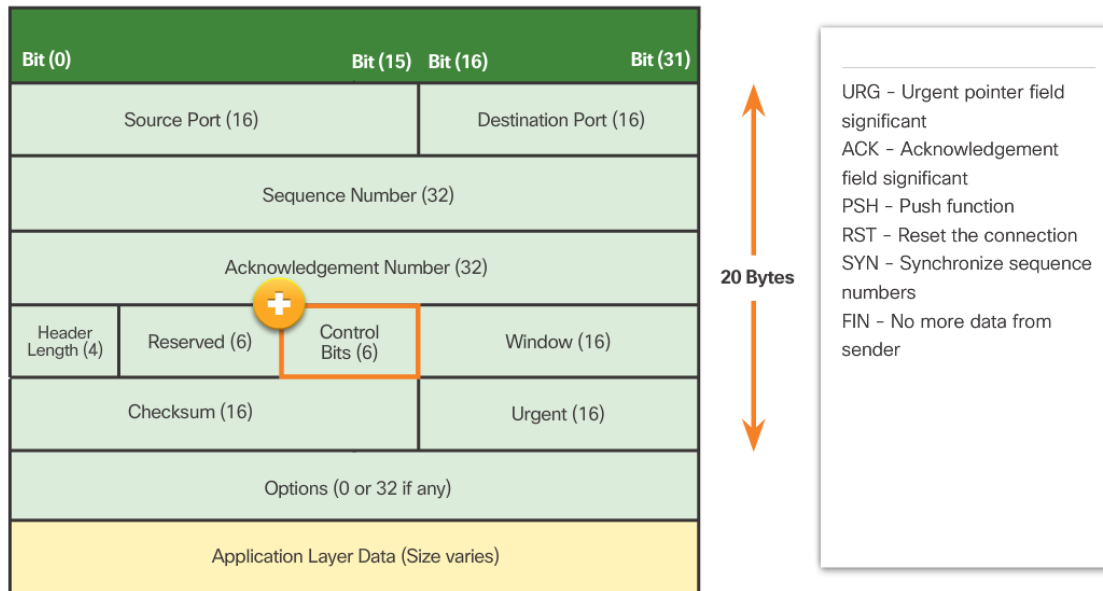 Bit (0) Bit (15) Bit (16) Bit (31)
Source Port (16) Destination Port (16)
Sequence Number (32)
Acknowledgement Number (32)
Header
Length (4)
Reserved (6)
Control
Bits (6)
Window (16)
Checksum (16) Urgent (16)
Options (0 or 32 if any)
Application Layer Data (Size varies)
20 Bytes
URG - Urgent pointer field
significant
ACK - Acknowledgement
field significant
PSH - Push function
RST - Reset the connection
SYN - Synchronize sequence
numbers
FIN - No more data from
sender